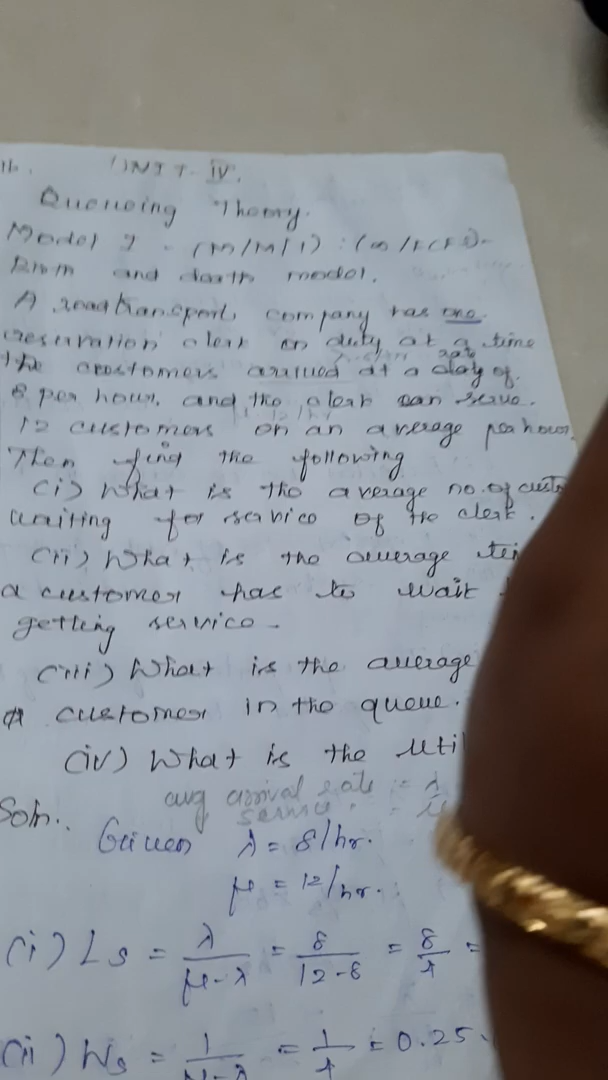 UNIT - IV.
Queueing Theory.
Model I - (M/M/1) : (∞/FCFS)-
Birth and death model.
A road transport company has one
reservation clerk on duty at a time
rate
The customers arrived at a
8 per hour, and the clerk can serve
12 customers on an average per hour.
Then find the following
(i) What is the average no. of
waiting for service of the clerk.
(ii) What is the average
a customer has to wait
getting service -
(iii) What is the average
customer in the queue.
(iv) What is the
avg arrival rate = λ
service. = μ
Soln.. Given λ = 8/hr.
μ = 12/hr.
(i) Ls = λ/μ-λ = 8/12-8 = 8/4 =
(ii) Ws = 1/μ-λ = 1/4 = 0.25